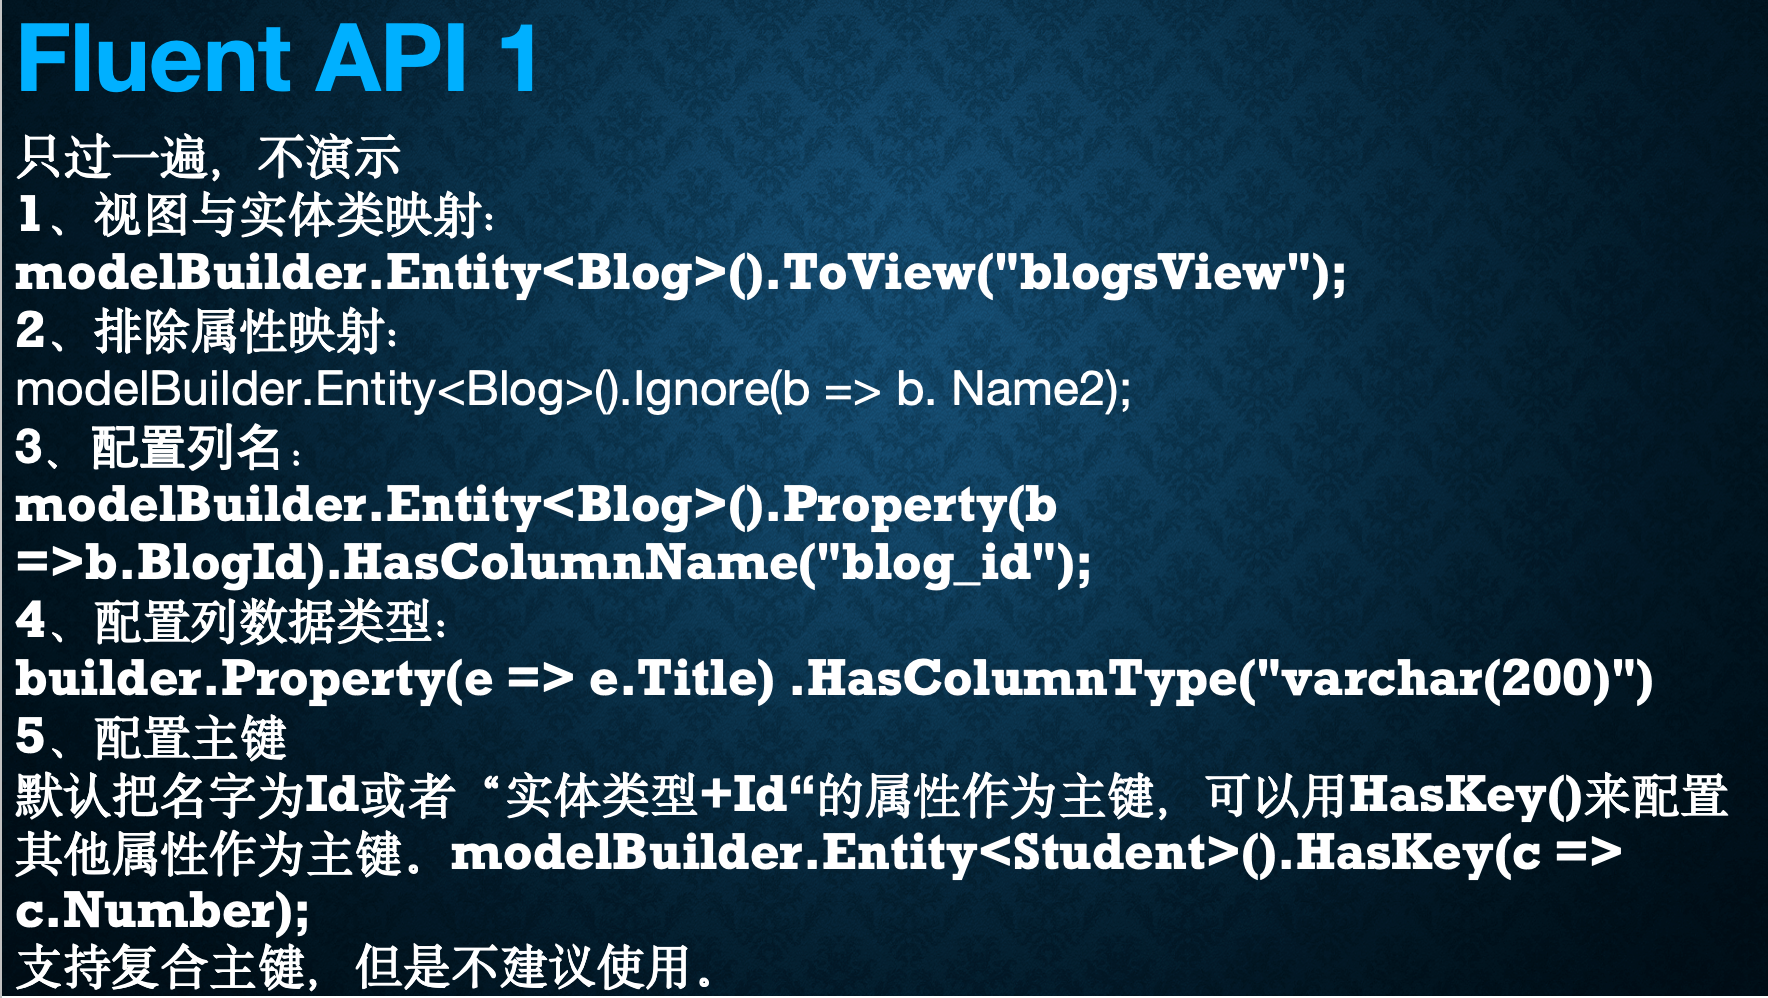 Fluent API 1
只过一遍，不演示
1、视图与实体类映射：
modelBuilder.Entity<Blog>().ToView("blogsView");
2、排除属性映射：
modelBuilder.Entity<Blog>().Ignore(b => b. Name2);
3、配置列名：
modelBuilder.Entity<Blog>().Property(b
=>b.BlogId).HasColumnName("blog_id");
4、配置列数据类型：
builder.Property(e => e.Title) .HasColumnType("varchar(200)")
5、配置主键
默认把名字为Id或者“实体类型+Id“的属性作为主键，可以用HasKey()来配置
其他属性作为主键。modelBuilder.Entity<Student>().HasKey(c =>
c.Number);
支持复合主键，但是不建议使用。